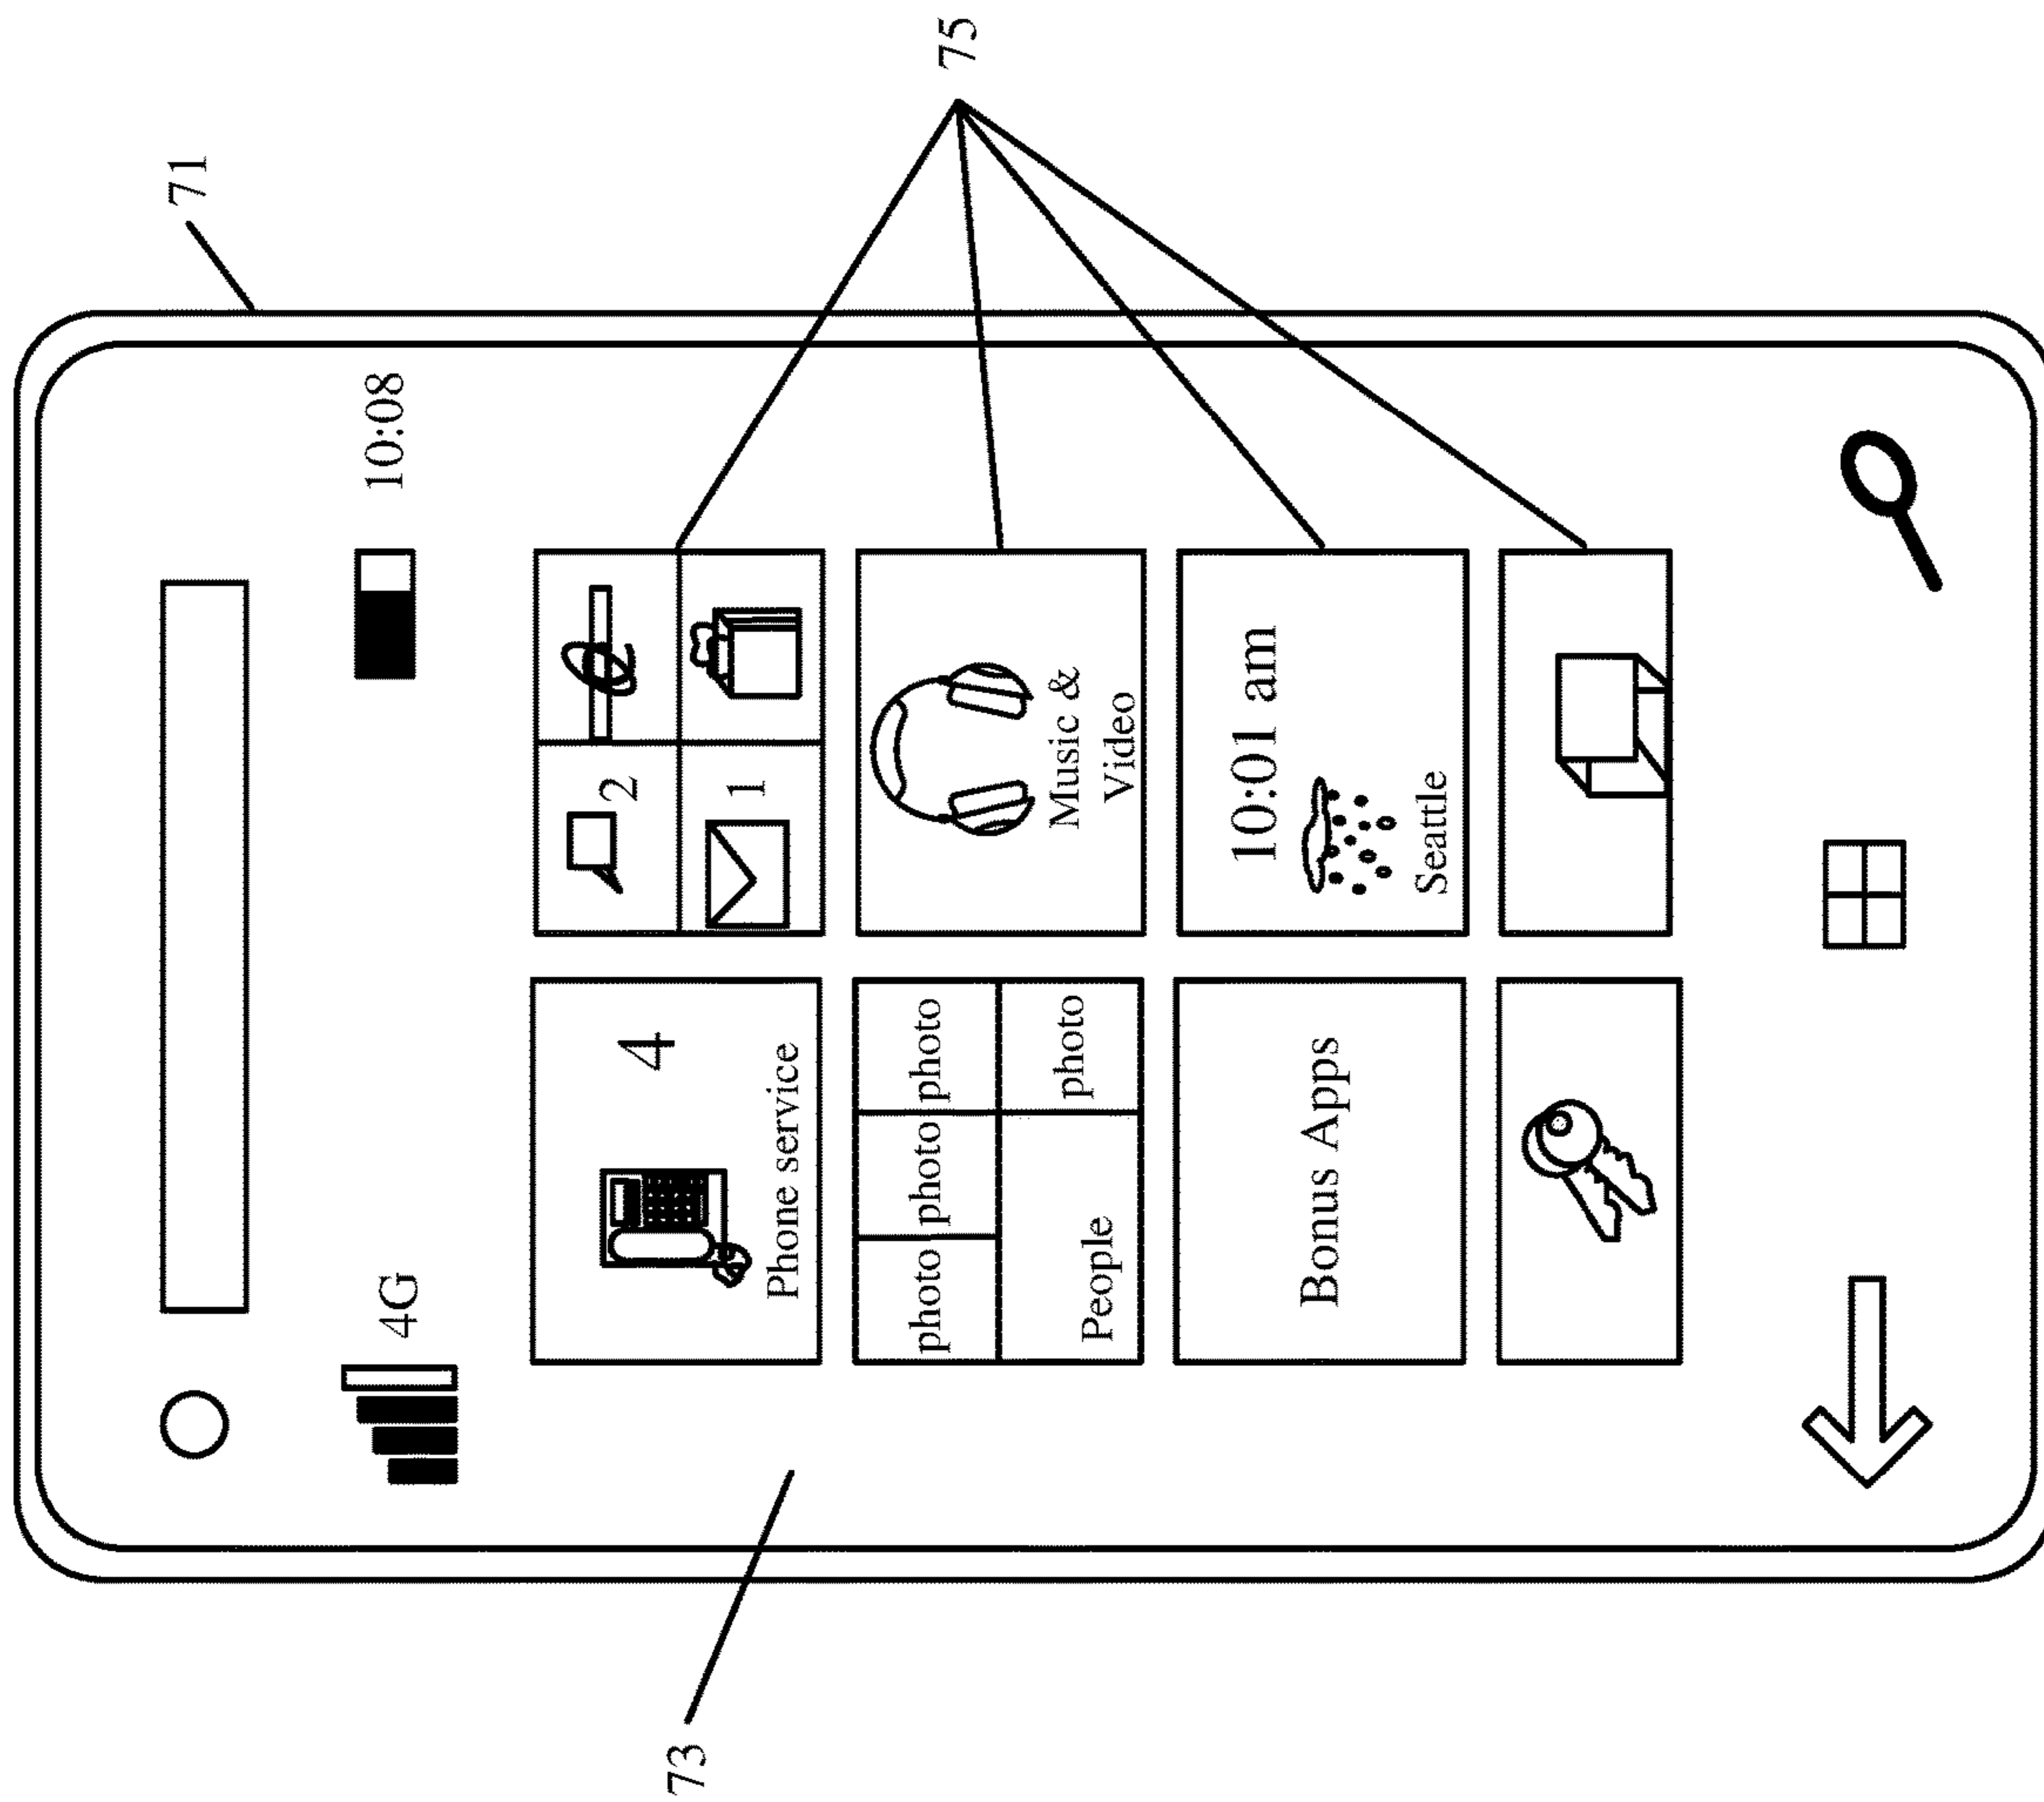 71
4G
10:08
4
Phone service
2
1
75
photo
photo
photo
People
photo
Music &
Video
Bonus Apps
10:01 am
Seattle
73